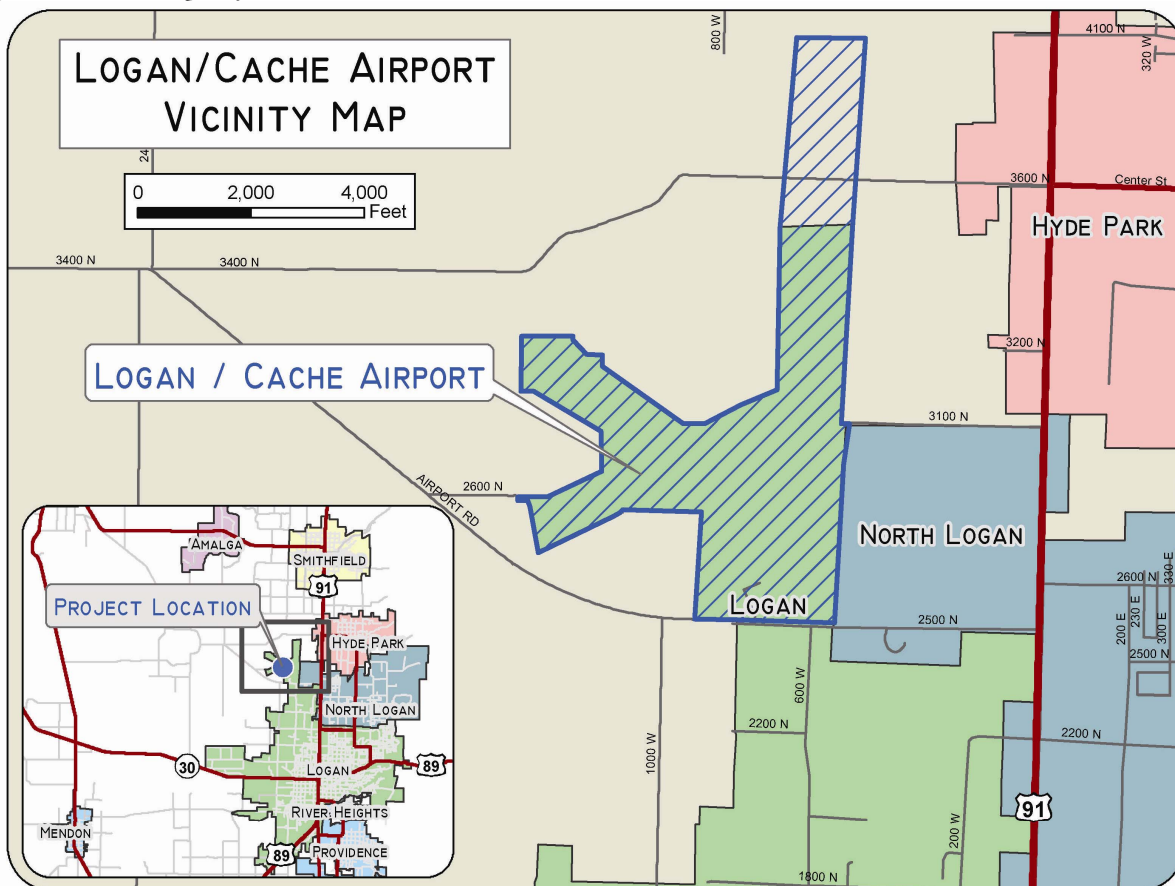 LOGAN/CACHE AIRPORT
VICINITY MAP
0 2,000 4,000
Feet
800 W
4100 N
320 W
24
3600 N
Center St
HYDE PARK
3400 N
3400 N
3200 N
LOGAN / CACHE AIRPORT
3100 N
AIRPORT RD
2600 N
NORTH LOGAN
LOGAN
2500 N
2600 N
200 E
230 E
300 E
330 E
2500 N
600 W
1000 W
2200 N
2200 N
200 W
91
1800 N
AMALGA
SMITHFIELD
91
PROJECT LOCATION
HYDE PARK
NORTH LOGAN
30
LOGAN
89
RIVER HEIGHTS
MENDON
89
PROVIDENCE